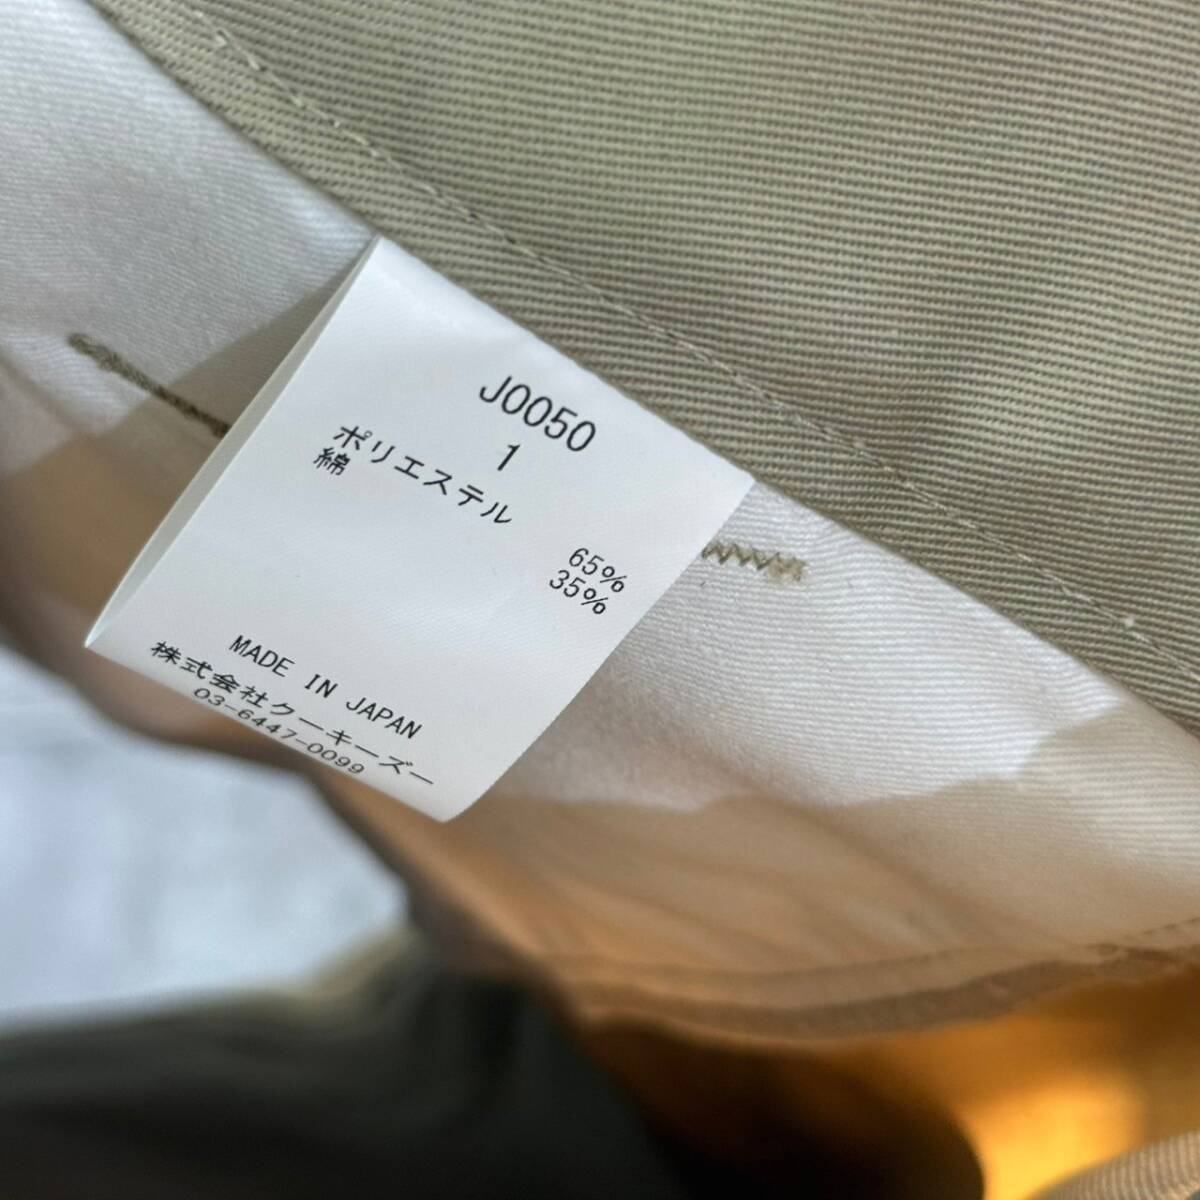 J0050
1
ポリエステル 65%
綿 35%
MADE IN JAPAN
株式会社クーキーズー
03-6447-0099